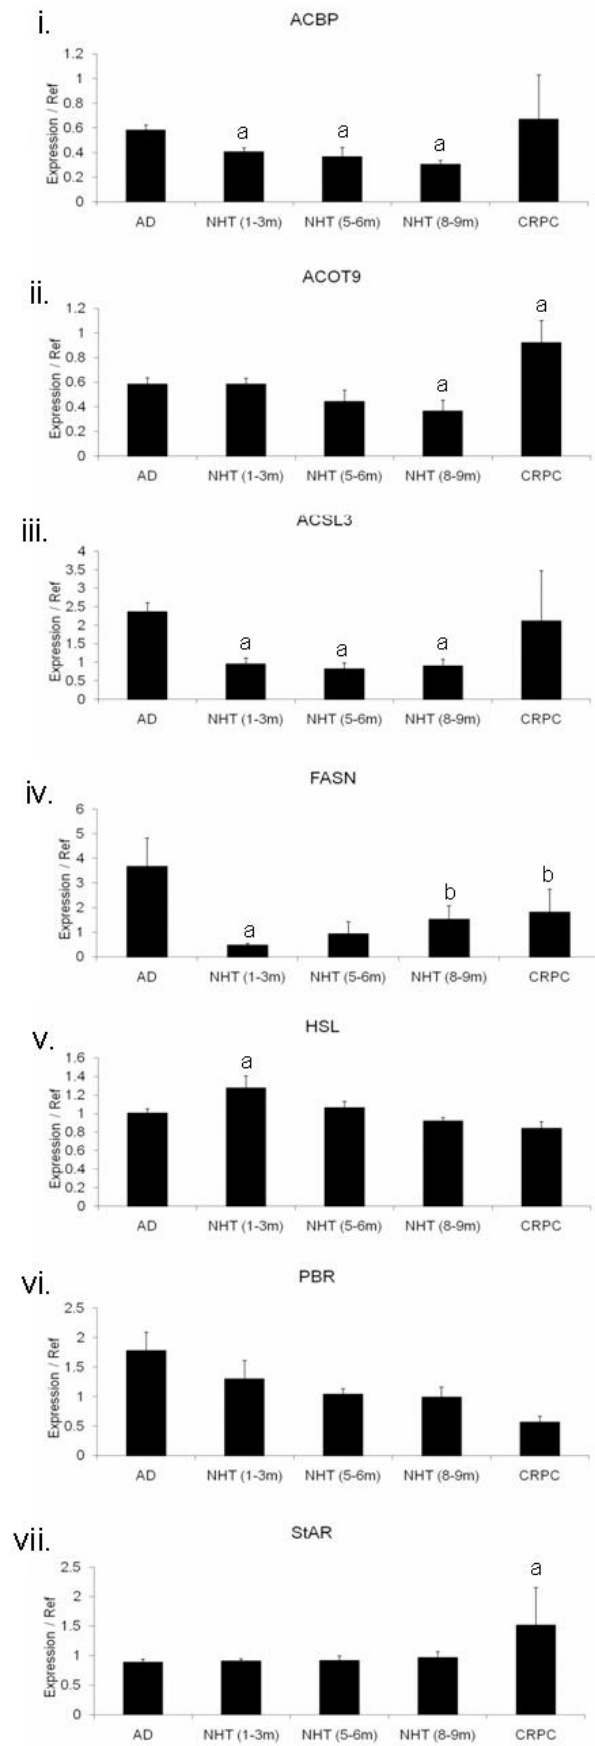 i.
ACBP
1.2
1
0.8
0.6
0.4
0.2
0
Expression / Ref
a
a
a
AD NHT (1-3m) NHT (5-6m) NHT (8-9m) CRPC
ii.
ACOT9
1.2
1
0.8
0.6
0.4
0.2
0
Expression / Ref
a
a
AD NHT (1-3m) NHT (5-6m) NHT (8-9m) CRPC
iii.
ACSL3
4
3.5
3
2.5
2
1.5
1
0.5
0
Expression / Ref
a
a
a
AD NHT (1-3m) NHT (5-6m) NHT (8-9m) CRPC
iv.
FASN
6
5
4
3
2
1
0
Expression / Ref
a
b
b
AD NHT (1-3m) NHT (5-6m) NHT (8-9m) CRPC
v.
HSL
1.6
1.4
1.2
1
0.8
0.6
0.4
0.2
0
Expression / Ref
a
AD NHT (1-3m) NHT (5-6m) NHT (8-9m) CRPC
vi.
PBR
2.5
2
1.5
1
0.5
0
Expression / Ref
AD NHT (1-3m) NHT (5-6m) NHT (8-9m) CRPC
vii.
StAR
2.5
2
1.5
1
0.5
0
Expression / Ref
a
AD NHT (1-3m) NHT (5-6m) NHT (8-9m) CRPC